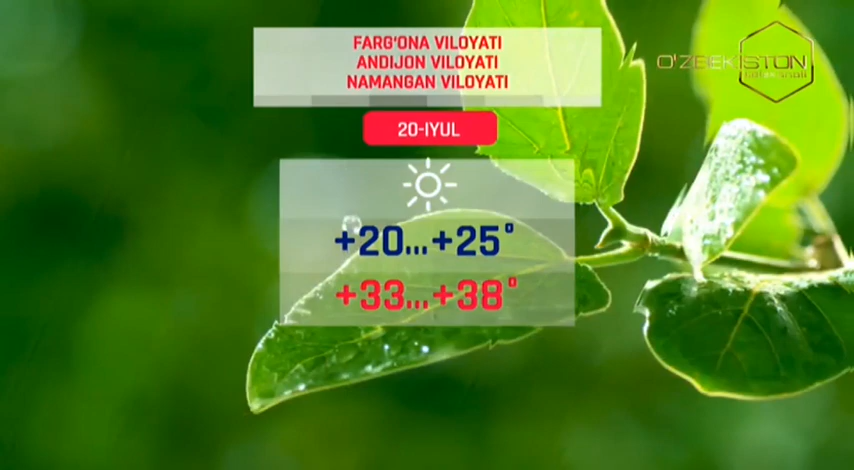 FARG'ONA VILOYATI
ANDIJON VILOYATI
NAMANGAN VILOYATI
O'ZBEKISTON
20-IYUL
+20...+25°
+33...+38°